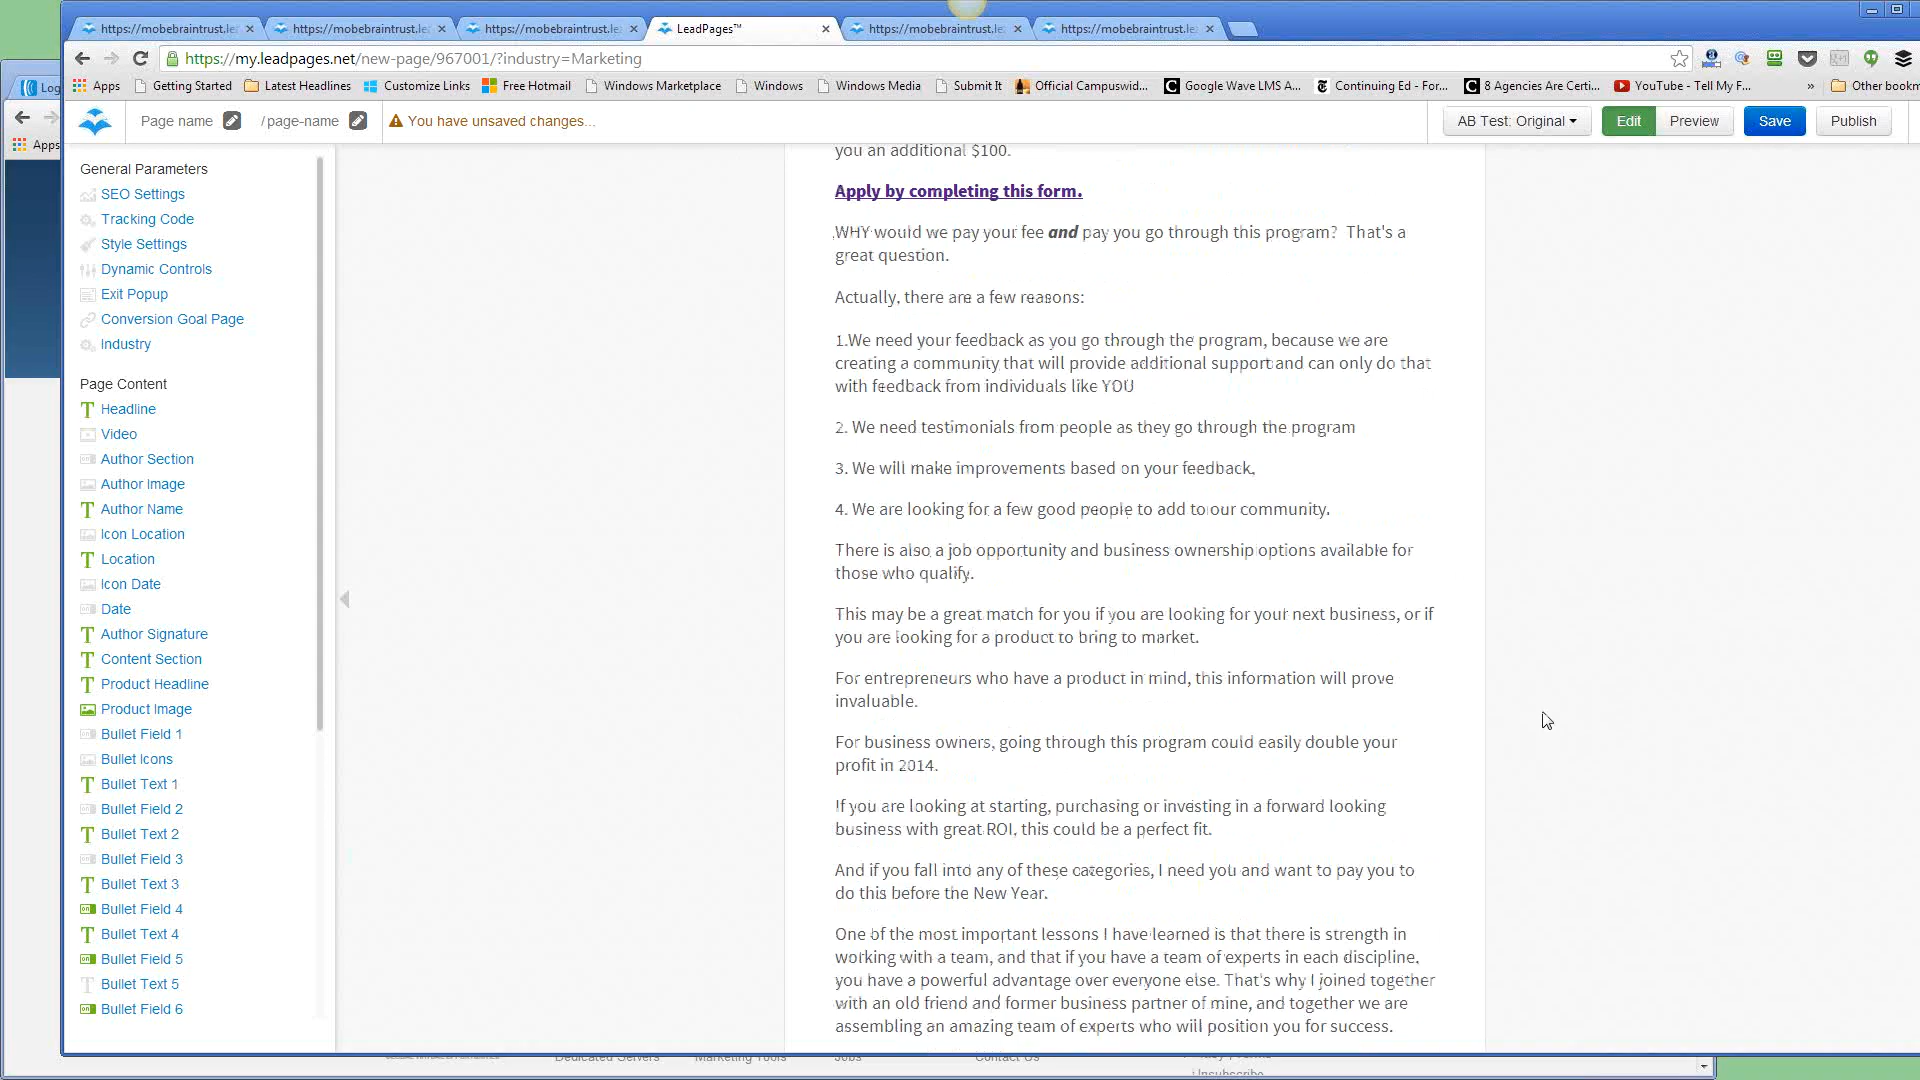 https://mobebraintrust.le
https://mobebraintrust.le
https://mobebraintrust.le
LeadPages™
https://mobebraintrust.le
https://mobebraintrust.le
https://my.leadpages.net/new-page/967001/?industry=Marketing
Apps
Getting Started
Latest Headlines
Customize Links
Free Hotmail
Windows Marketplace
Windows
Windows Media
Submit It
Official Campuswid...
Google Wave LMS A...
Continuing Ed - For...
8 Agencies Are Certi...
YouTube - Tell My F...
»
Other bookm
Log
Apps
Page name
/page-name
You have unsaved changes...
AB Test: Original
Edit
Preview
Save
Publish
General Parameters
SEO Settings
Tracking Code
Style Settings
Dynamic Controls
Exit Popup
Conversion Goal Page
Industry
Page Content
Headline
Video
Author Section
Author Image
Author Name
Icon Location
Location
Icon Date
Date
Author Signature
Content Section
Product Headline
Product Image
Bullet Field 1
Bullet Icons
Bullet Text 1
Bullet Field 2
Bullet Text 2
Bullet Field 3
Bullet Text 3
Bullet Field 4
Bullet Text 4
Bullet Field 5
Bullet Text 5
Bullet Field 6
you an additional $100.
Apply by completing this form.
WHY would we pay your fee and pay you go through this program?  That's a
great question.
Actually, there are a few reasons:
1.We need your feedback as you go through the program, because we are
creating a community that will provide additional support and can only do that
with feedback from individuals like YOU
2. We need testimonials from people as they go through the program
3. We will make improvements based on your feedback,
4. We are looking for a few good people to add to our community.
There is also a job opportunity and business ownership options available for
those who qualify.
This may be a great match for you if you are looking for your next business, or if
you are looking for a product to bring to market.
For entrepreneurs who have a product in mind, this information will prove
invaluable.
For business owners, going through this program could easily double your
profit in 2014.
If you are looking at starting, purchasing or investing in a forward looking
business with great ROI, this could be a perfect fit.
And if you fall into any of these categories, I need you and want to pay you to
do this before the New Year.
One of the most important lessons I have learned is that there is strength in
working with a team, and that if you have a team of experts in each discipline,
you have a powerful advantage over everyone else. That's why I joined together
with an old friend and former business partner of mine, and together we are
assembling an amazing team of experts who will position you for success.
Dedicated Servers
Marketing Tools
Jobs
Contact Us
Unsubscribe